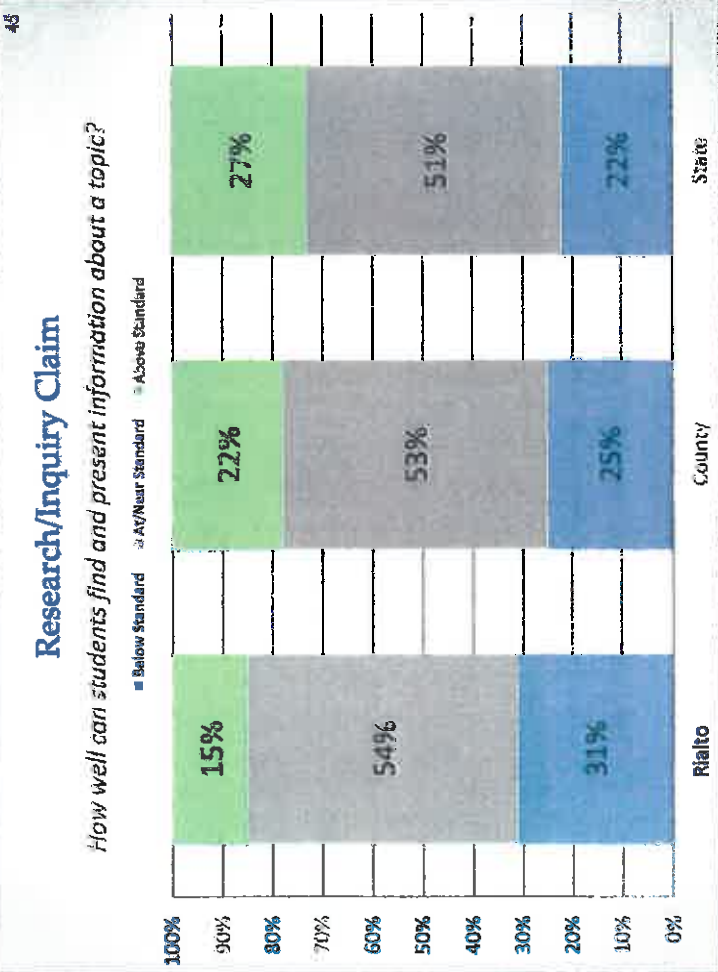 45
Research/Inquiry Claim
How well can students find and present information about a topic?
Below Standard At/Near Standard Above Standard
100%
90%
80%
70%
60%
50%
40%
30%
20%
10%
0%
15% 22% 27%
54% 53% 51%
31% 25% 22%
Rialto County State